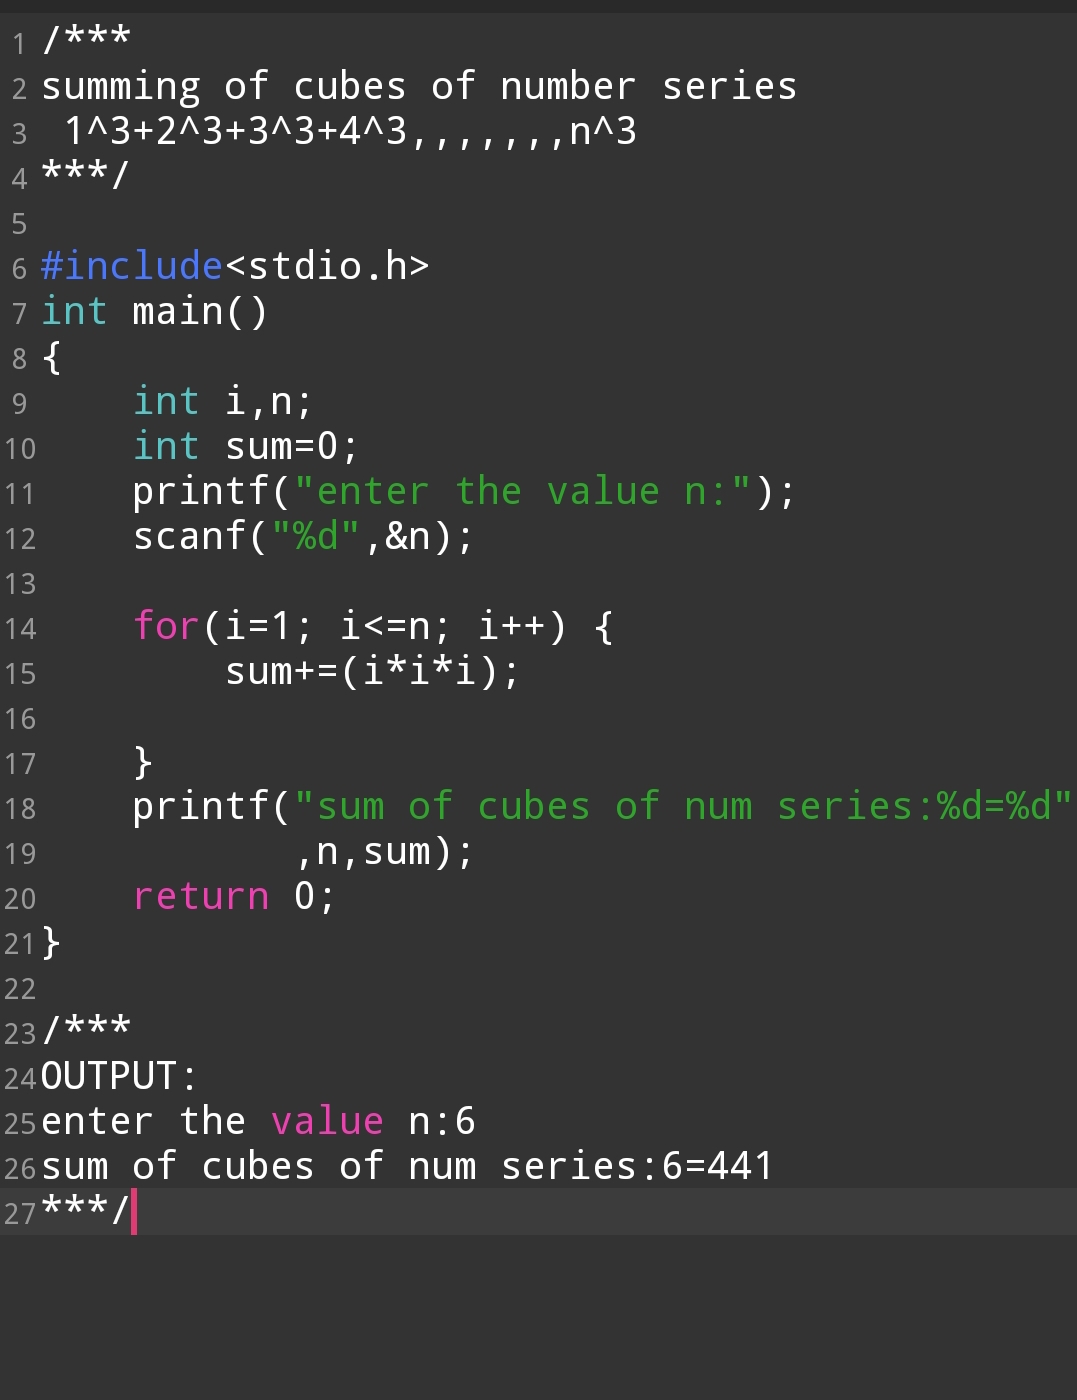 1 /***
2 summing of cubes of number series
3  1^3+2^3+3^3+4^3,,,,,,,n^3
4 ***/
5
6 #include<stdio.h>
7 int main()
8 {
9     int i,n;
10     int sum=0;
11     printf("enter the value n:");
12     scanf("%d",&n);
13
14     for(i=1; i<=n; i++) {
15         sum+=(i*i*i);
16
17     }
18     printf("sum of cubes of num series:%d=%d"
19            ,n,sum);
20     return 0;
21 }
22
23 /***
24 OUTPUT:
25 enter the value n:6
26 sum of cubes of num series:6=441
27 ***/